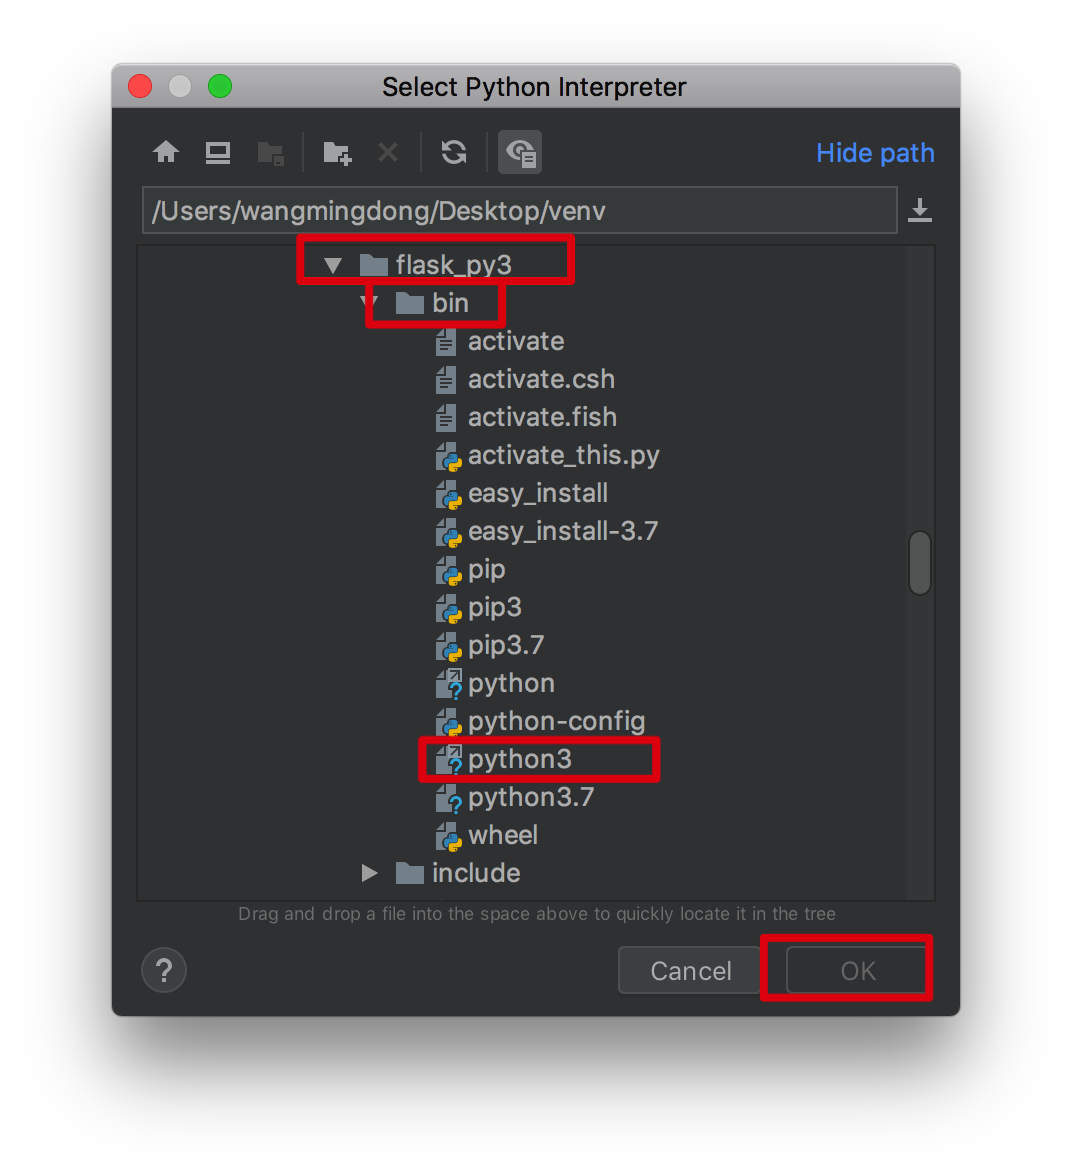 Select Python Interpreter
Hide path
/Users/wangmingdong/Desktop/venv
flask_py3
bin
activate
activate.csh
activate.fish
activate_this.py
easy_install
easy_install-3.7
pip
pip3
pip3.7
python
python-config
python3
python3.7
wheel
include
Drag and drop a file into the space above to quickly locate it in the tree
? Cancel OK